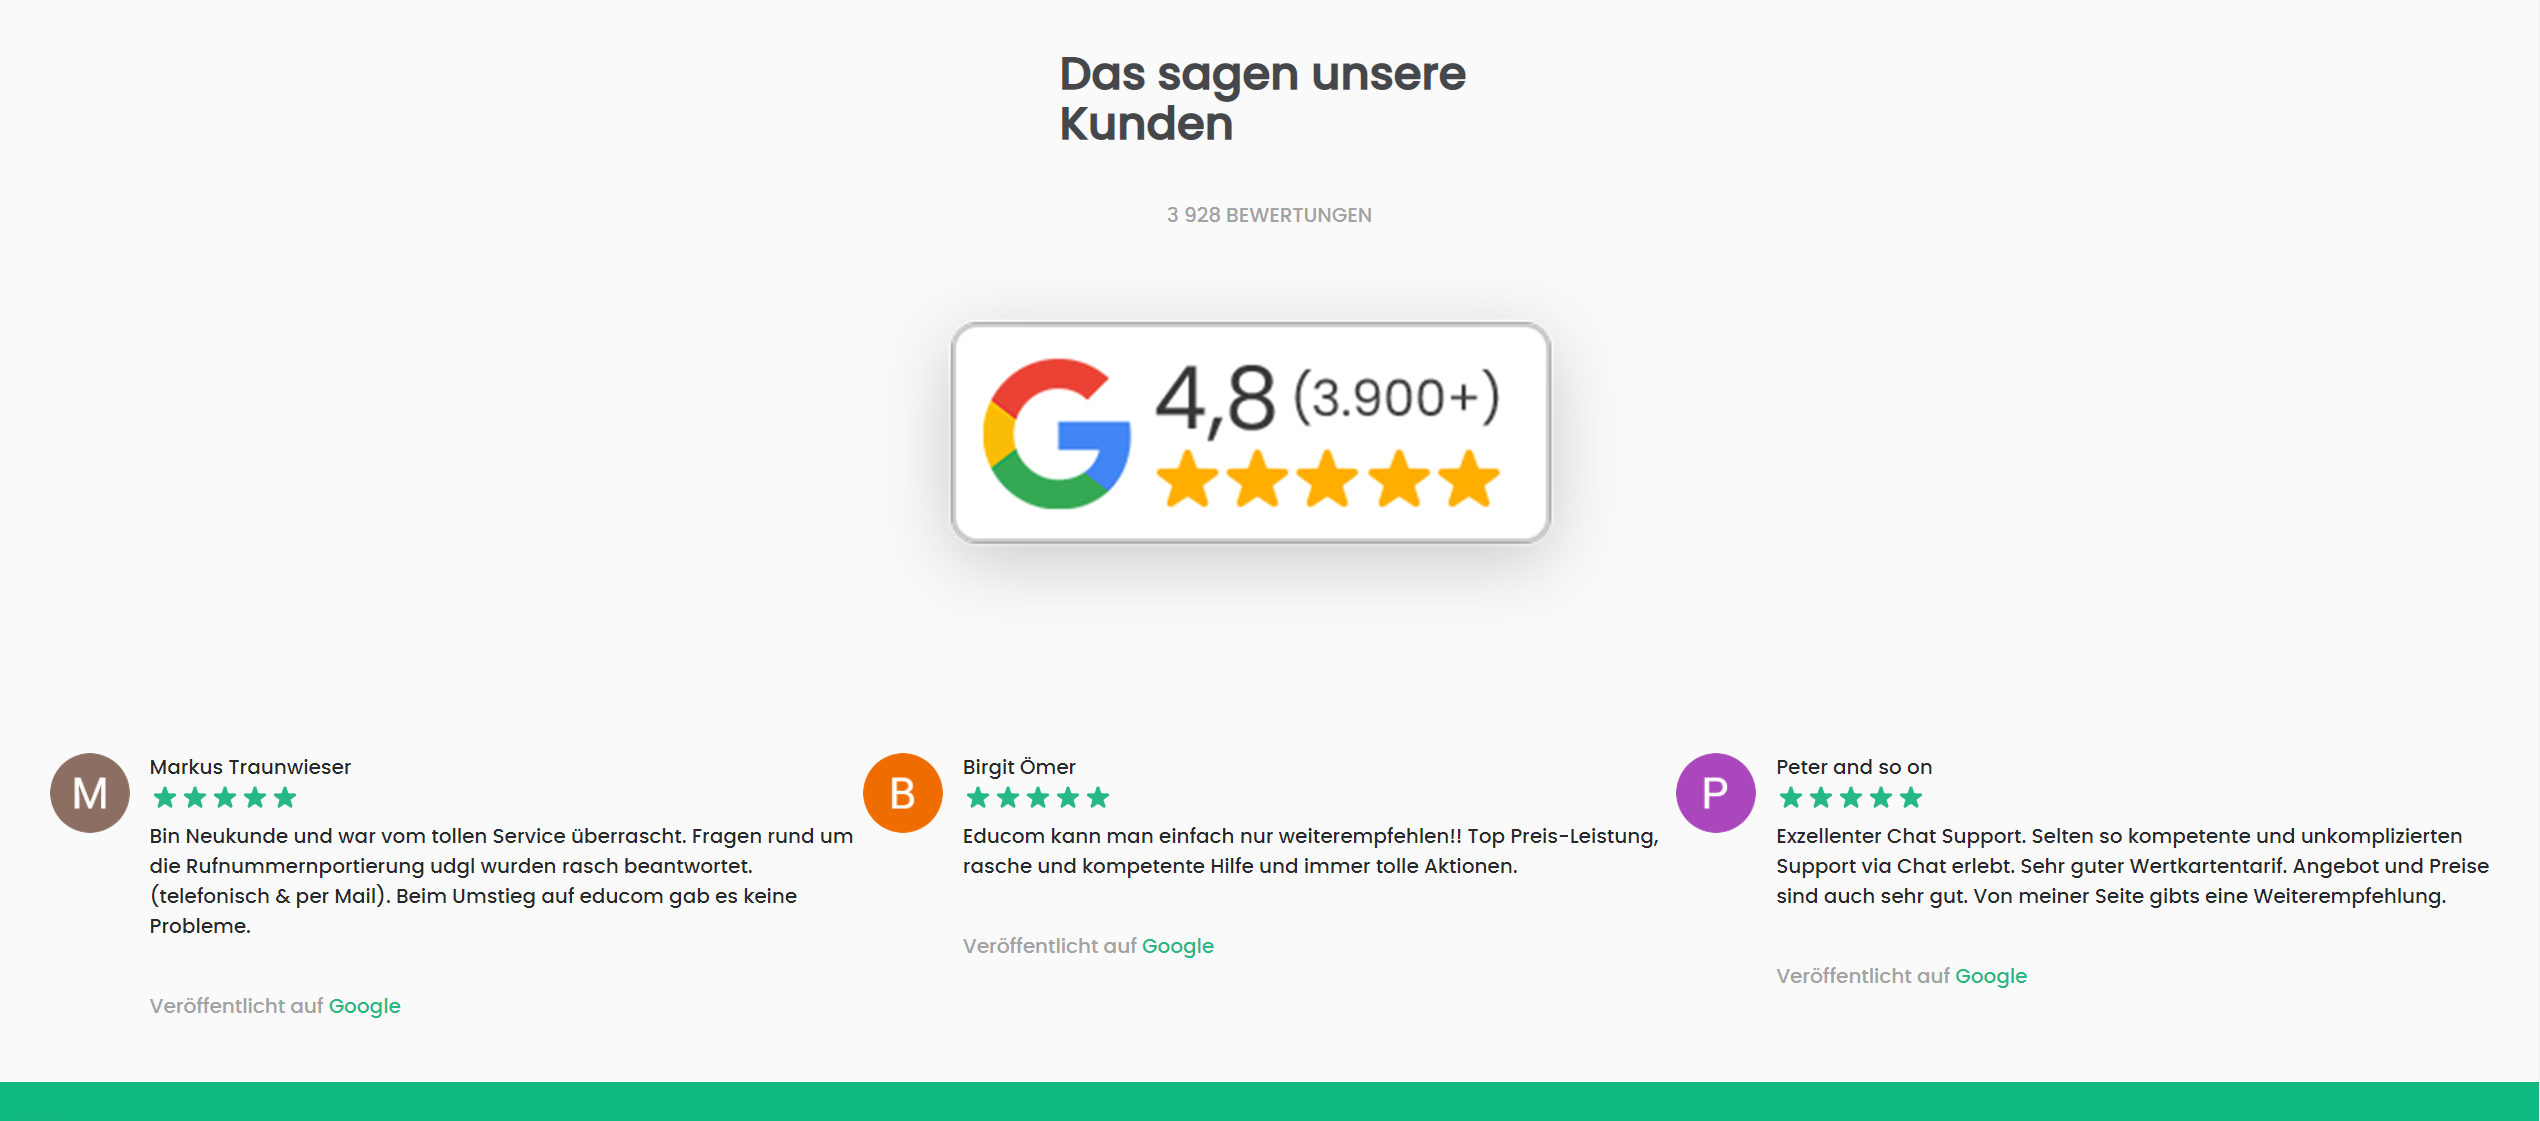 Das sagen unsere
Kunden
3 928 BEWERTUNGEN
G 4,8 (3.900+)
M
Markus Traunwieser
Bin Neukunde und war vom tollen Service überrascht. Fragen rund um
die Rufnummernportierung udgl wurden rasch beantwortet.
(telefonisch & per Mail). Beim Umstieg auf educom gab es keine
Probleme.
Veröffentlicht auf Google
B
Birgit Ömer
Educom kann man einfach nur weiterempfehlen!! Top Preis-Leistung,
rasche und kompetente Hilfe und immer tolle Aktionen.
Veröffentlicht auf Google
P
Peter and so on
Exzellenter Chat Support. Selten so kompetente und unkomplizierten
Support via Chat erlebt. Sehr guter Wertkartentarif. Angebot und Preise
sind auch sehr gut. Von meiner Seite gibts eine Weiterempfehlung.
Veröffentlicht auf Google